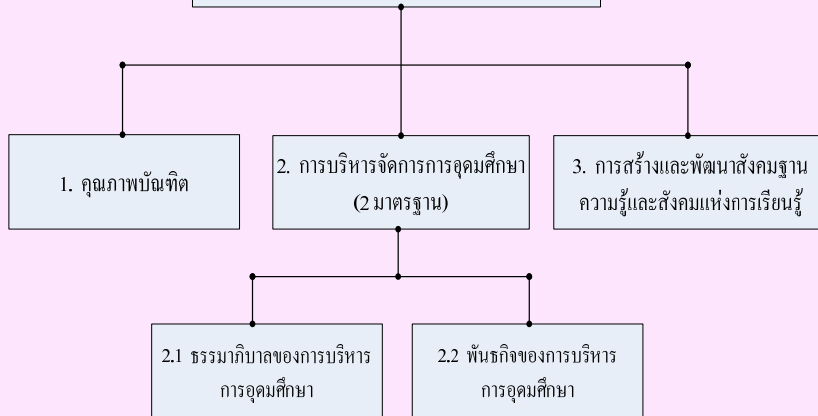 1. คุณภาพบัณฑิต
2. การบริหารจัดการการอุดมศึกษา
(2 มาตรฐาน)
3. การสร้างและพัฒนาสังคมฐาน
ความรู้และสังคมแห่งการเรียนรู้
2.1 ธรรมาภิบาลของการบริหาร
การอุดมศึกษา
2.2 พันธกิจของการบริหาร
การอุดมศึกษา